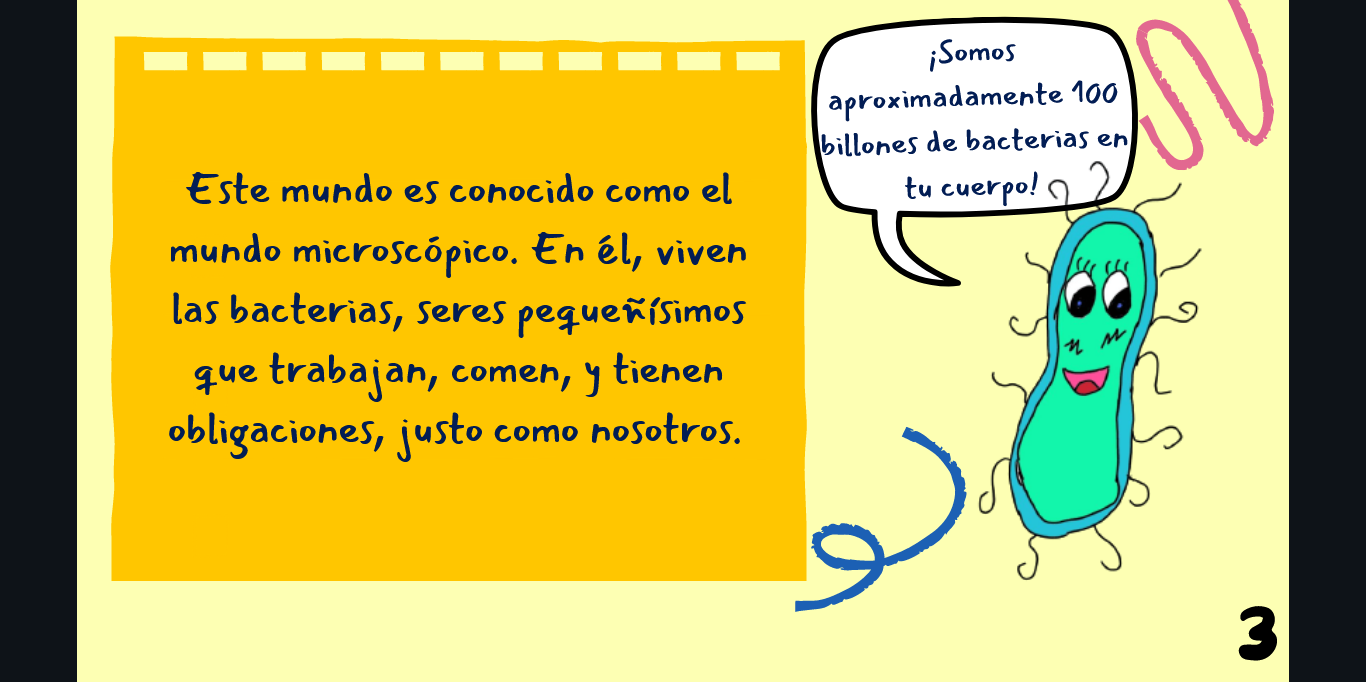 Este mundo es conocido como el
mundo microscópico. En él, viven
las bacterias, seres pequeñísimos
que trabajan, comen, y tienen
obligaciones, justo como nosotros.
¡Somos
aproximadamente 100
billones de bacterias en
tu cuerpo!
3